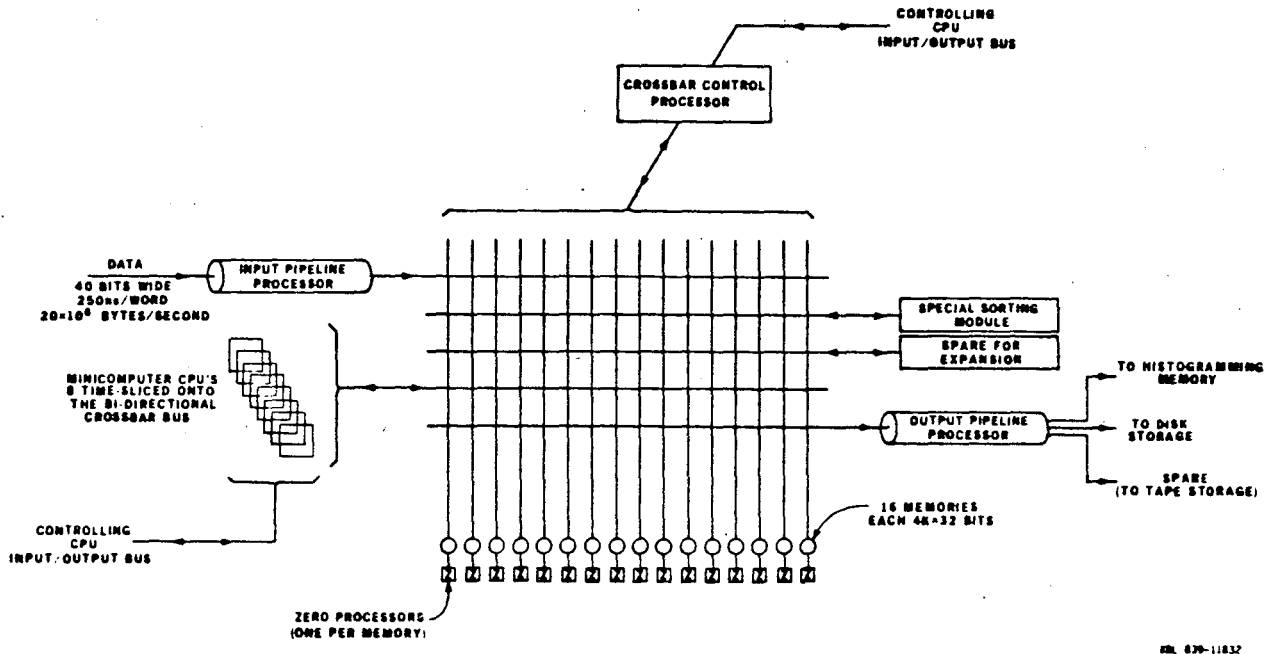 CONTROLLING
CPU
INPUT/OUTPUT BUS
CROSSBAR CONTROL
PROCESSOR
DATA
40 BITS WIDE
250ns/WORD
20×10⁶ BYTES/SECOND
INPUT PIPELINE
PROCESSOR
SPECIAL SORTING
MODULE
SPARE FOR
EXPANSION
MINICOMPUTER CPU'S
8 TIME-SLICED ONTO
THE BI-DIRECTIONAL
CROSSBAR BUS
TO HISTOGRAMMING
MEMORY
OUTPUT PIPELINE
PROCESSOR
TO DISK
STORAGE
SPARE
(TO TAPE STORAGE)
16 MEMORIES
EACH 4K×32 BITS
CONTROLLING
CPU
INPUT/OUTPUT BUS
Z Z Z Z Z Z Z Z Z Z Z Z Z Z Z Z
ZERO PROCESSORS
(ONE PER MEMORY)
XBL 839-11832